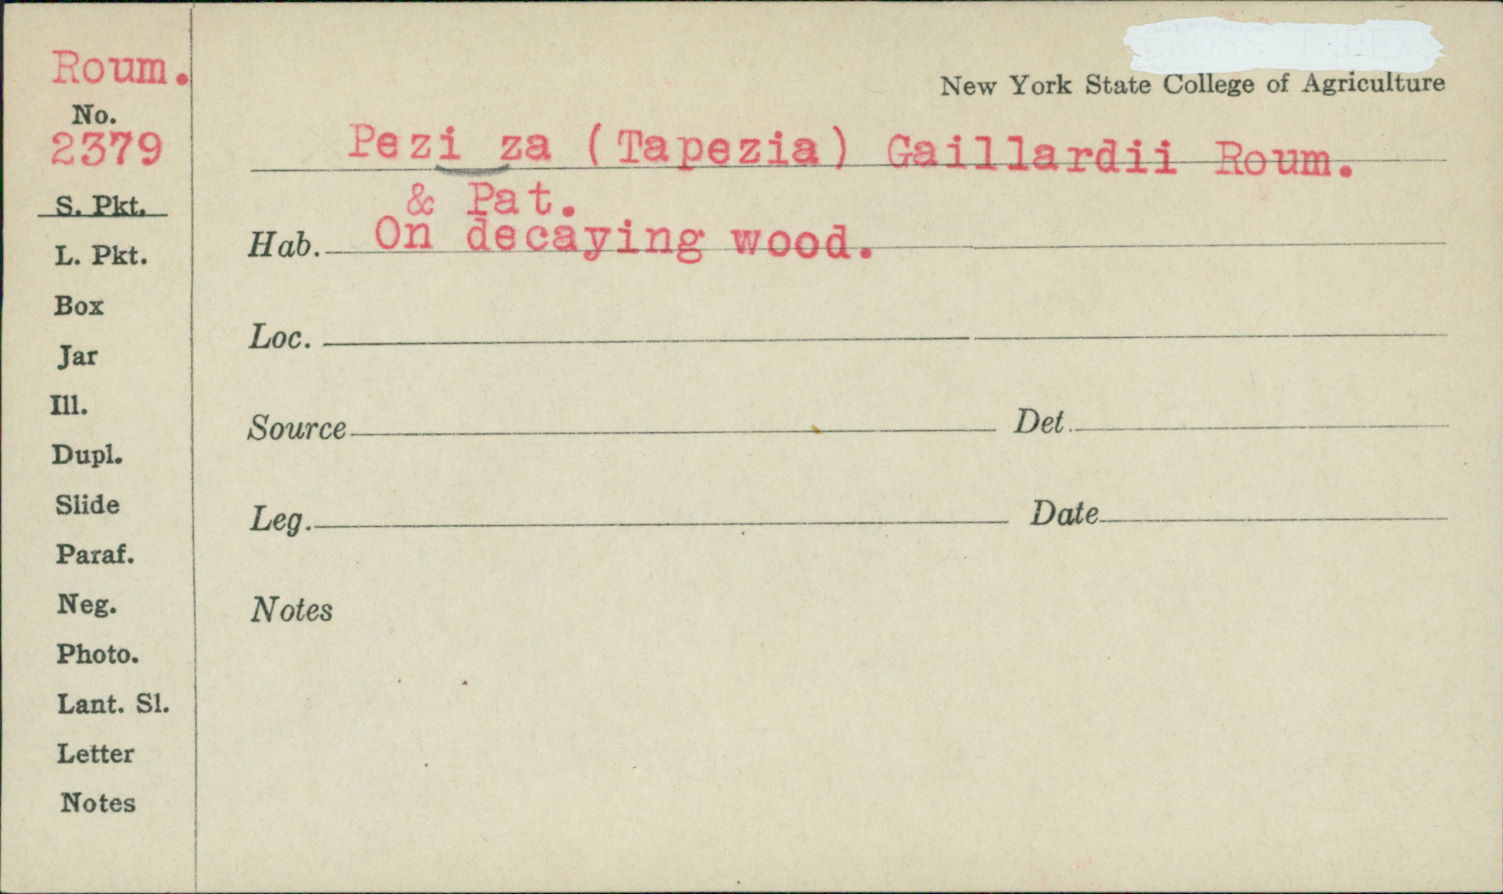 Roum.
No.
2379
S. Pkt.
L. Pkt.
Box
Jar
Ill.
Dupl.
Slide
Paraf.
Neg.
Photo.
Lant. Sl.
Letter
Notes
New York State College of Agriculture
Pezi za (Tapezia) Gaillardii Roum.
& Pat.
Hab. On decaying wood.
Loc.
Source Det.
Leg. Date
Notes